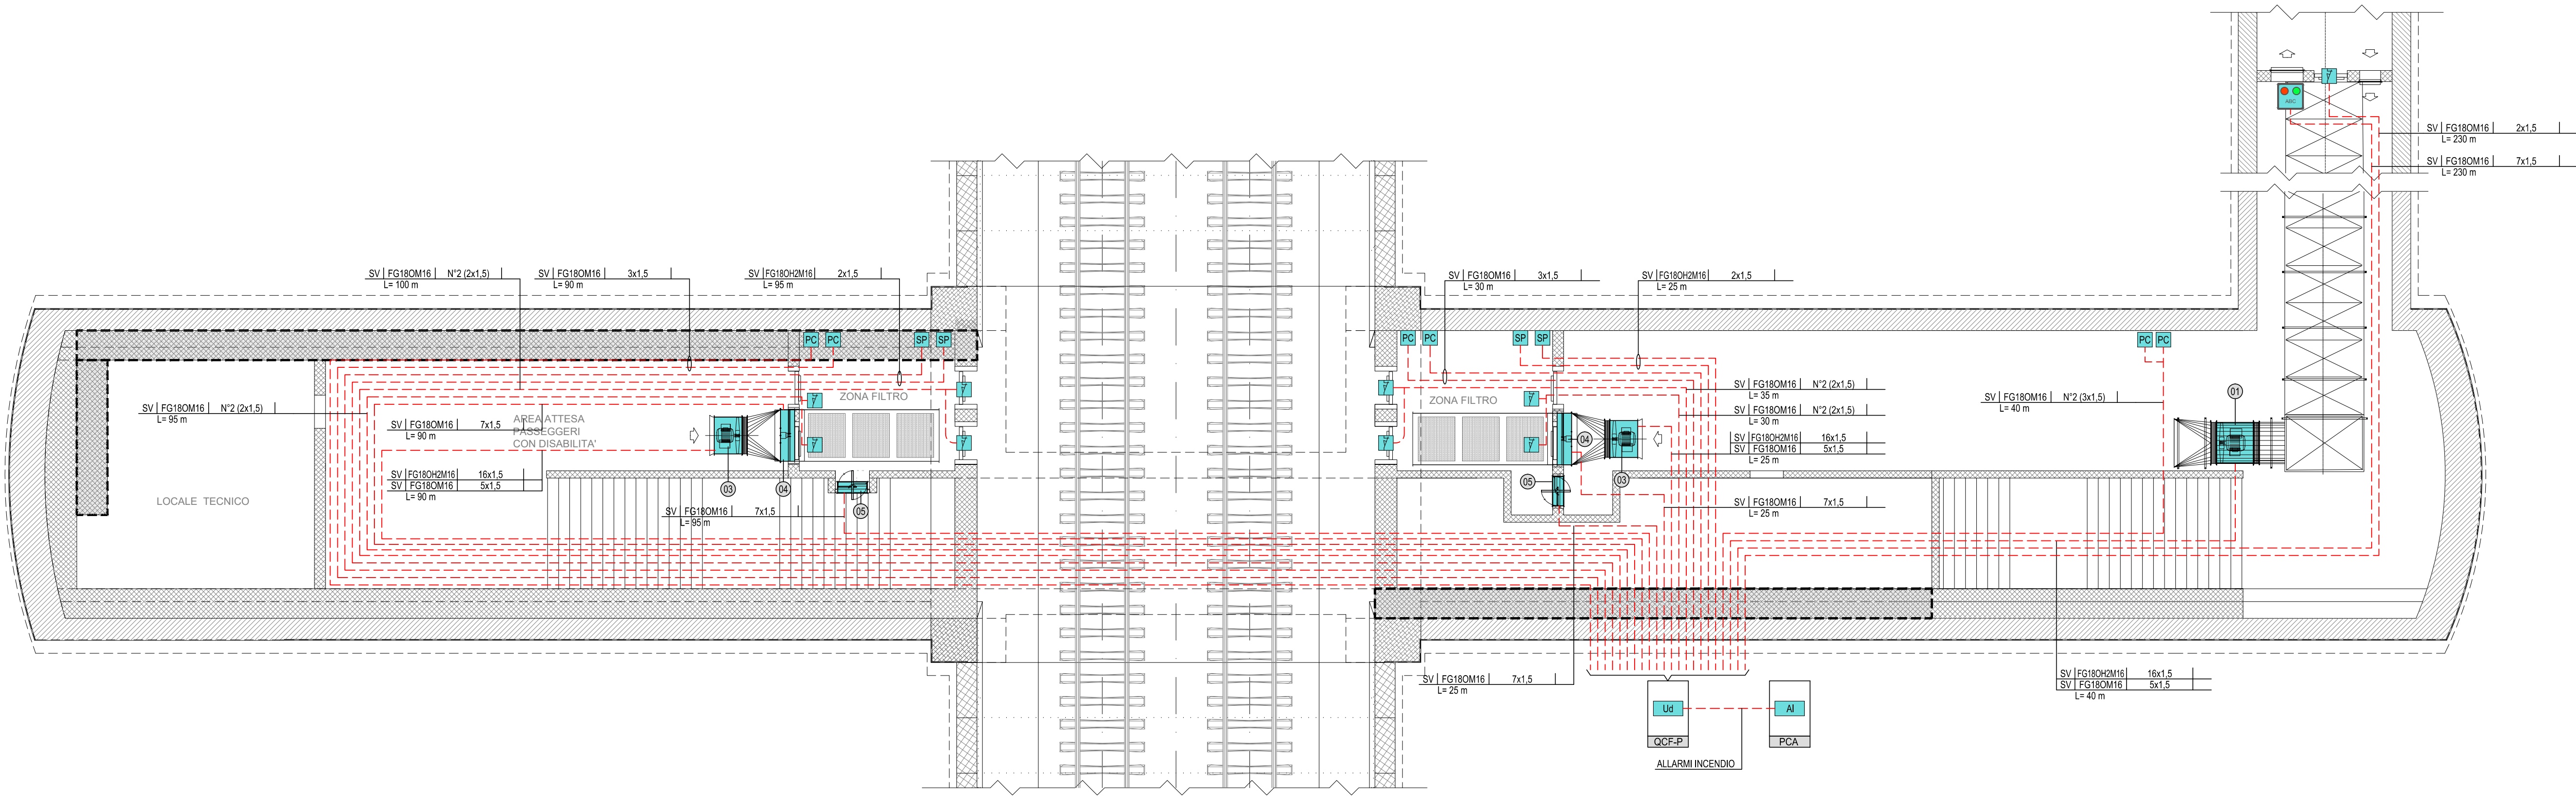 ABC
SV FG18OM16 2x1,5
L= 230 m
SV FG18OM16 7x1,5
L= 230 m
SV FG18OM16 N°2 (2x1,5)
L= 100 m
SV FG18OM16 3x1,5
L= 90 m
SV FG18OH2M16 2x1,5
L= 95 m
SV FG18OM16 3x1,5
L= 30 m
SV FG18OH2M16 2x1,5
L= 25 m
PC PC SP SP
PC PC SP SP
PC PC
SV FG18OM16 N°2 (2x1,5)
L= 95 m
AREA ATTESA
PASSEGGERI
CON DISABILITA'
SV FG18OM16 7x1,5
L= 90 m
SV FG18OH2M16 16x1,5
SV FG18OM16 5x1,5
L= 90 m
LOCALE TECNICO
ZONA FILTRO
03
04
05
SV FG18OM16 7x1,5
L= 95 m
ZONA FILTRO
04
05
03
SV FG18OM16 N°2 (2x1,5)
L= 35 m
SV FG18OM16 N°2 (2x1,5)
L= 30 m
SV FG18OH2M16 16x1,5
SV FG18OM16 5x1,5
L= 25 m
SV FG18OM16 7x1,5
L= 25 m
SV FG18OM16 N°2 (3x1,5)
L= 40 m
01
SV FG18OM16 7x1,5
L= 25 m
SV FG18OH2M16 16x1,5
SV FG18OM16 5x1,5
L= 40 m
Ud
AI
QCF-P
PCA
ALLARMI INCENDIO